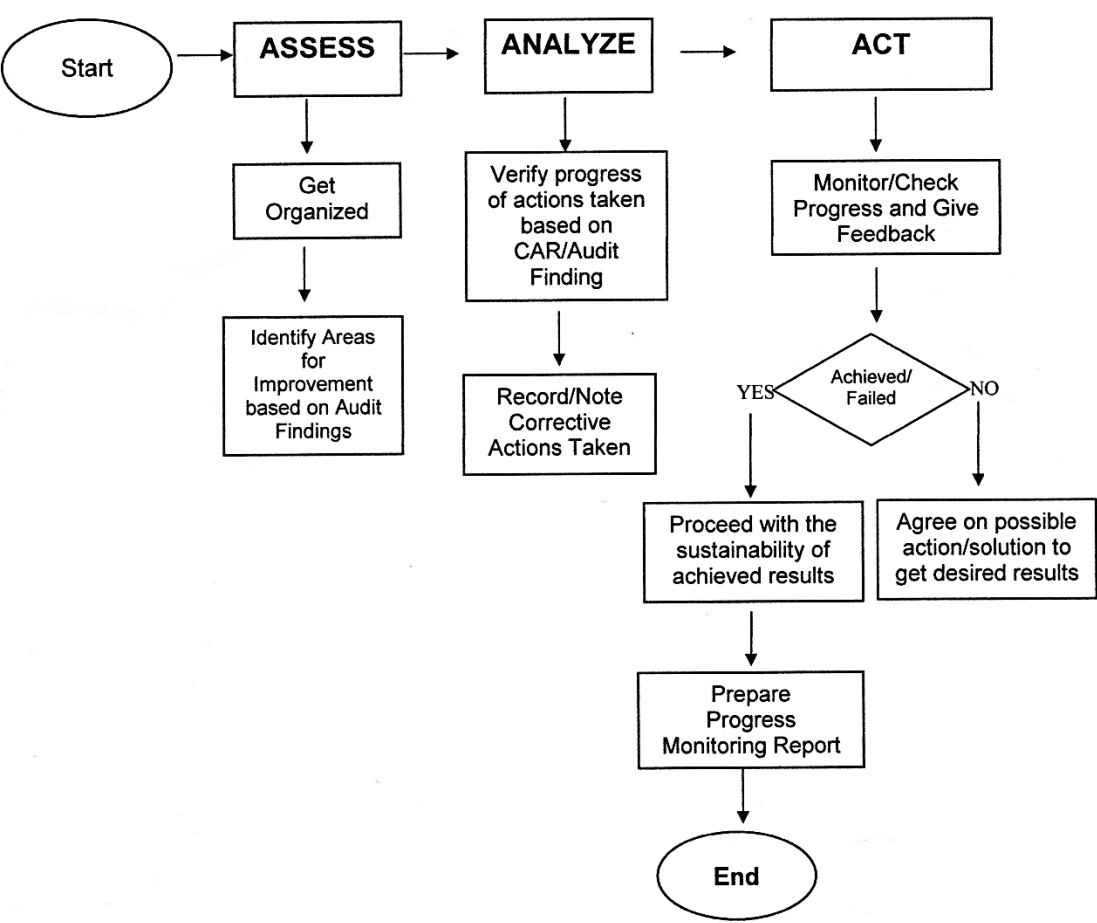 Start
ASSESS
ANALYZE
ACT
Get
Organized
Identify Areas
for
Improvement
based on Audit
Findings
Verify progress
of actions taken
based on
CAR/Audit
Finding
Record/Note
Corrective
Actions Taken
Monitor/Check
Progress and Give
Feedback
Achieved/
Failed
YES
NO
Proceed with the
sustainability of
achieved results
Agree on possible
action/solution to
get desired results
Prepare
Progress
Monitoring Report
End